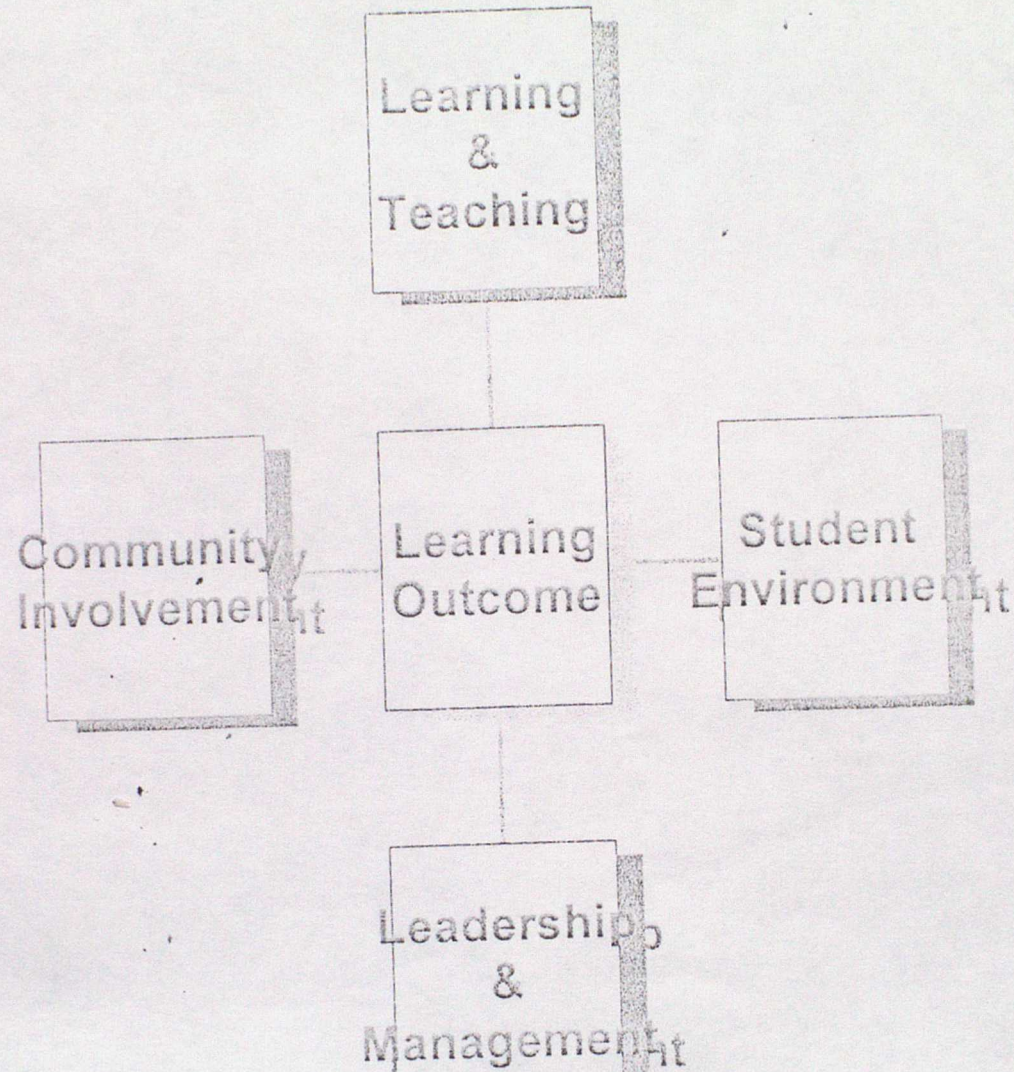 Learning
&
Teaching
Community
Involvement
Learning
Outcome
Student
Environment
Leadership
&
Management